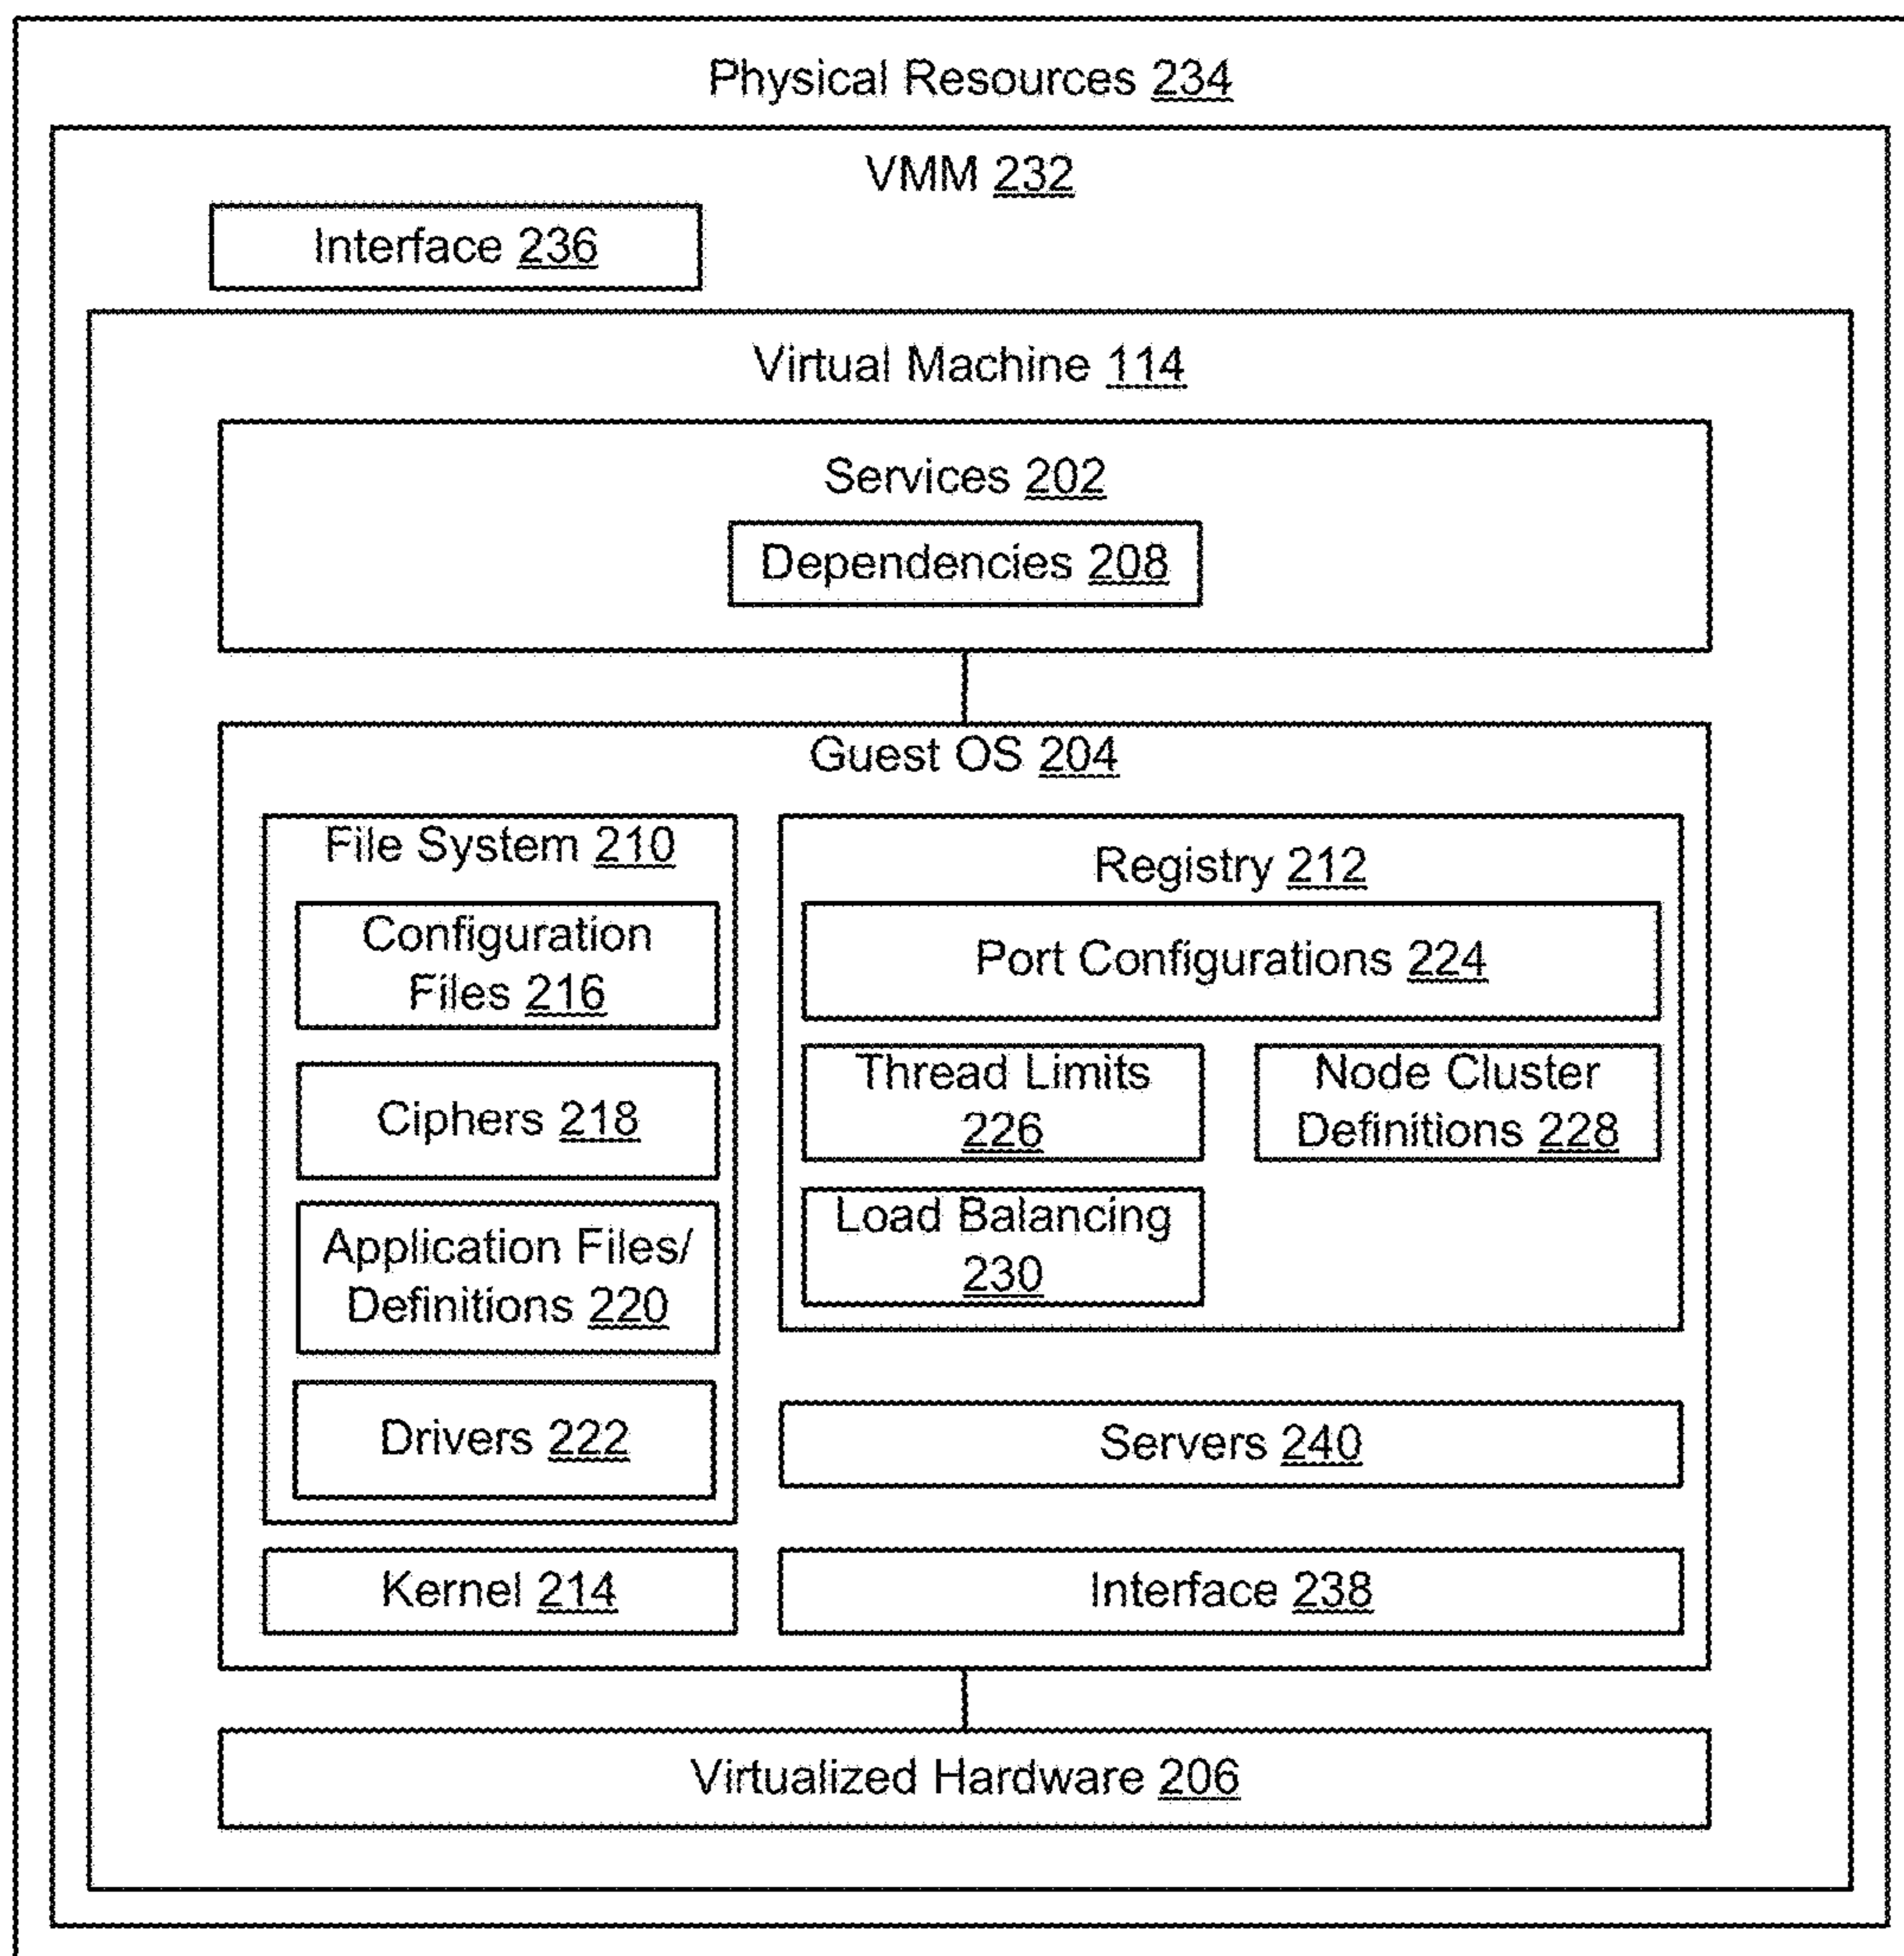 Physical Resources 234
VMM 232
Interface 236
Virtual Machine 114
Services 202
Dependencies 208
Guest OS 204
File System 210
Configuration
Files 216
Ciphers 218
Application Files/
Definitions 220
Drivers 222
Kernel 214
Registry 212
Port Configurations 224
Thread Limits
226
Node Cluster
Definitions 228
Load Balancing
230
Servers 240
Interface 238
Virtualized Hardware 206